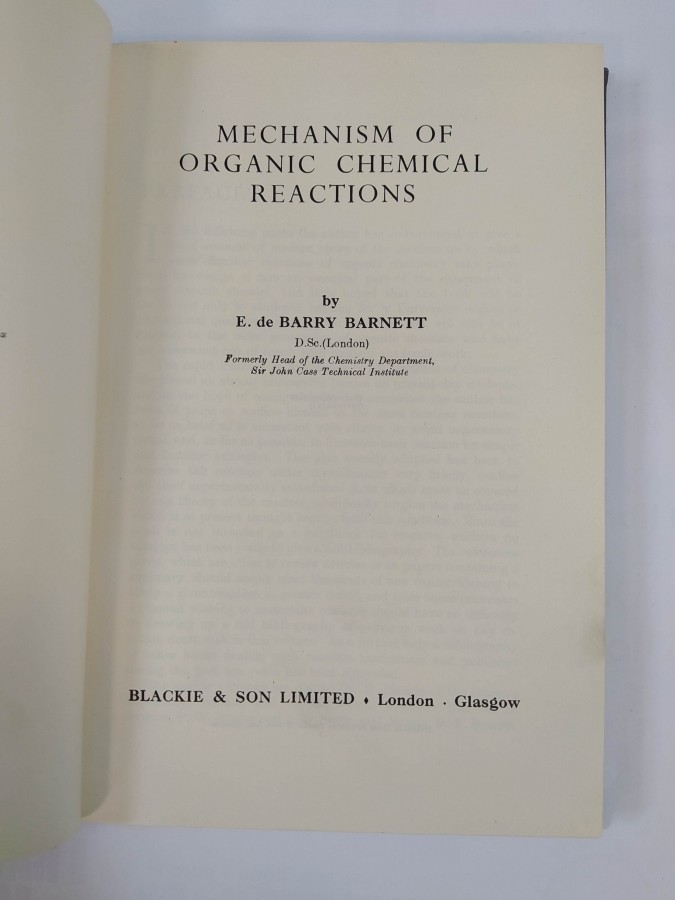 MECHANISM OF
ORGANIC CHEMICAL
REACTIONS
by
E. de BARRY BARNETT
D.Sc.(London)
Formerly Head of the Chemistry Department,
Sir John Cass Technical Institute
BLACKIE & SON LIMITED ♦ London · Glasgow